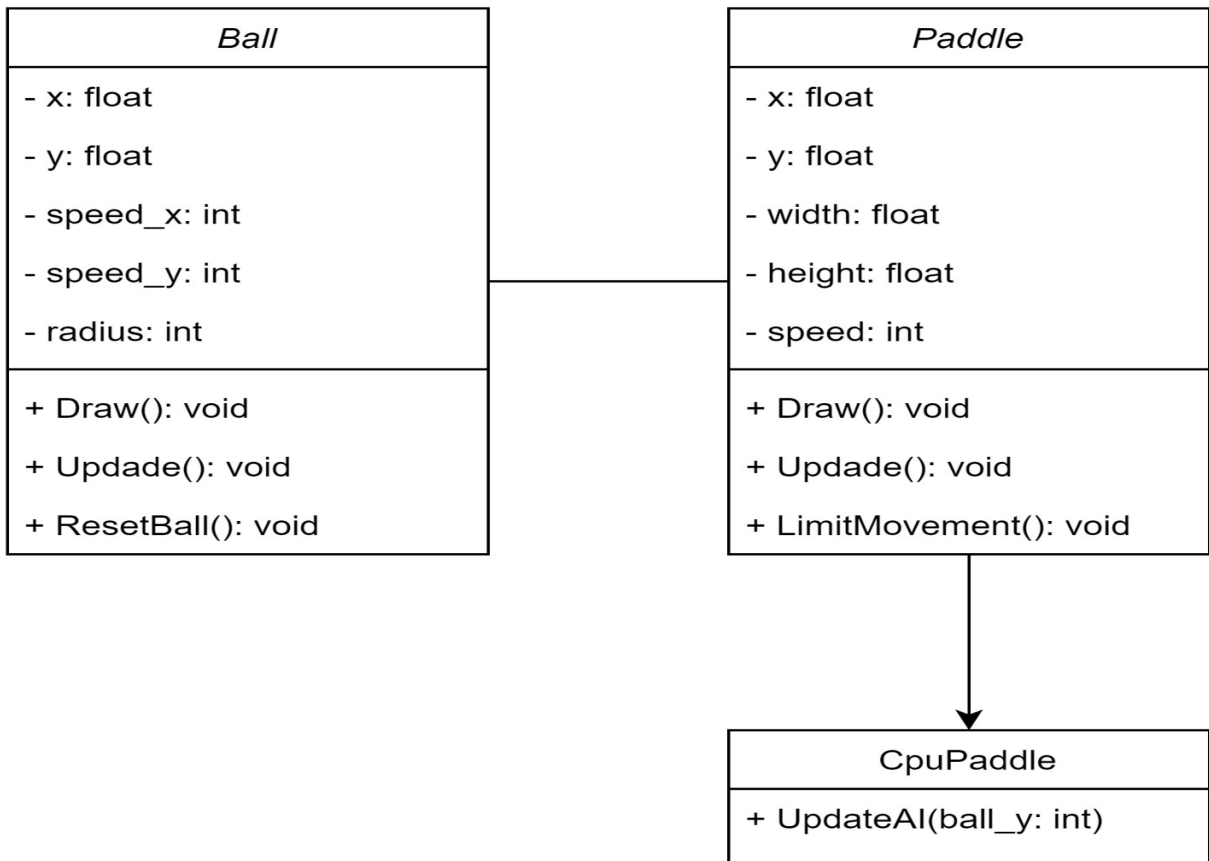 Ball
- x: float
- y: float
- speed_x: int
- speed_y: int
- radius: int
+ Draw(): void
+ Updade(): void
+ ResetBall(): void
Paddle
- x: float
- y: float
- width: float
- height: float
- speed: int
+ Draw(): void
+ Updade(): void
+ LimitMovement(): void
CpuPaddle
+ UpdateAI(ball_y: int)